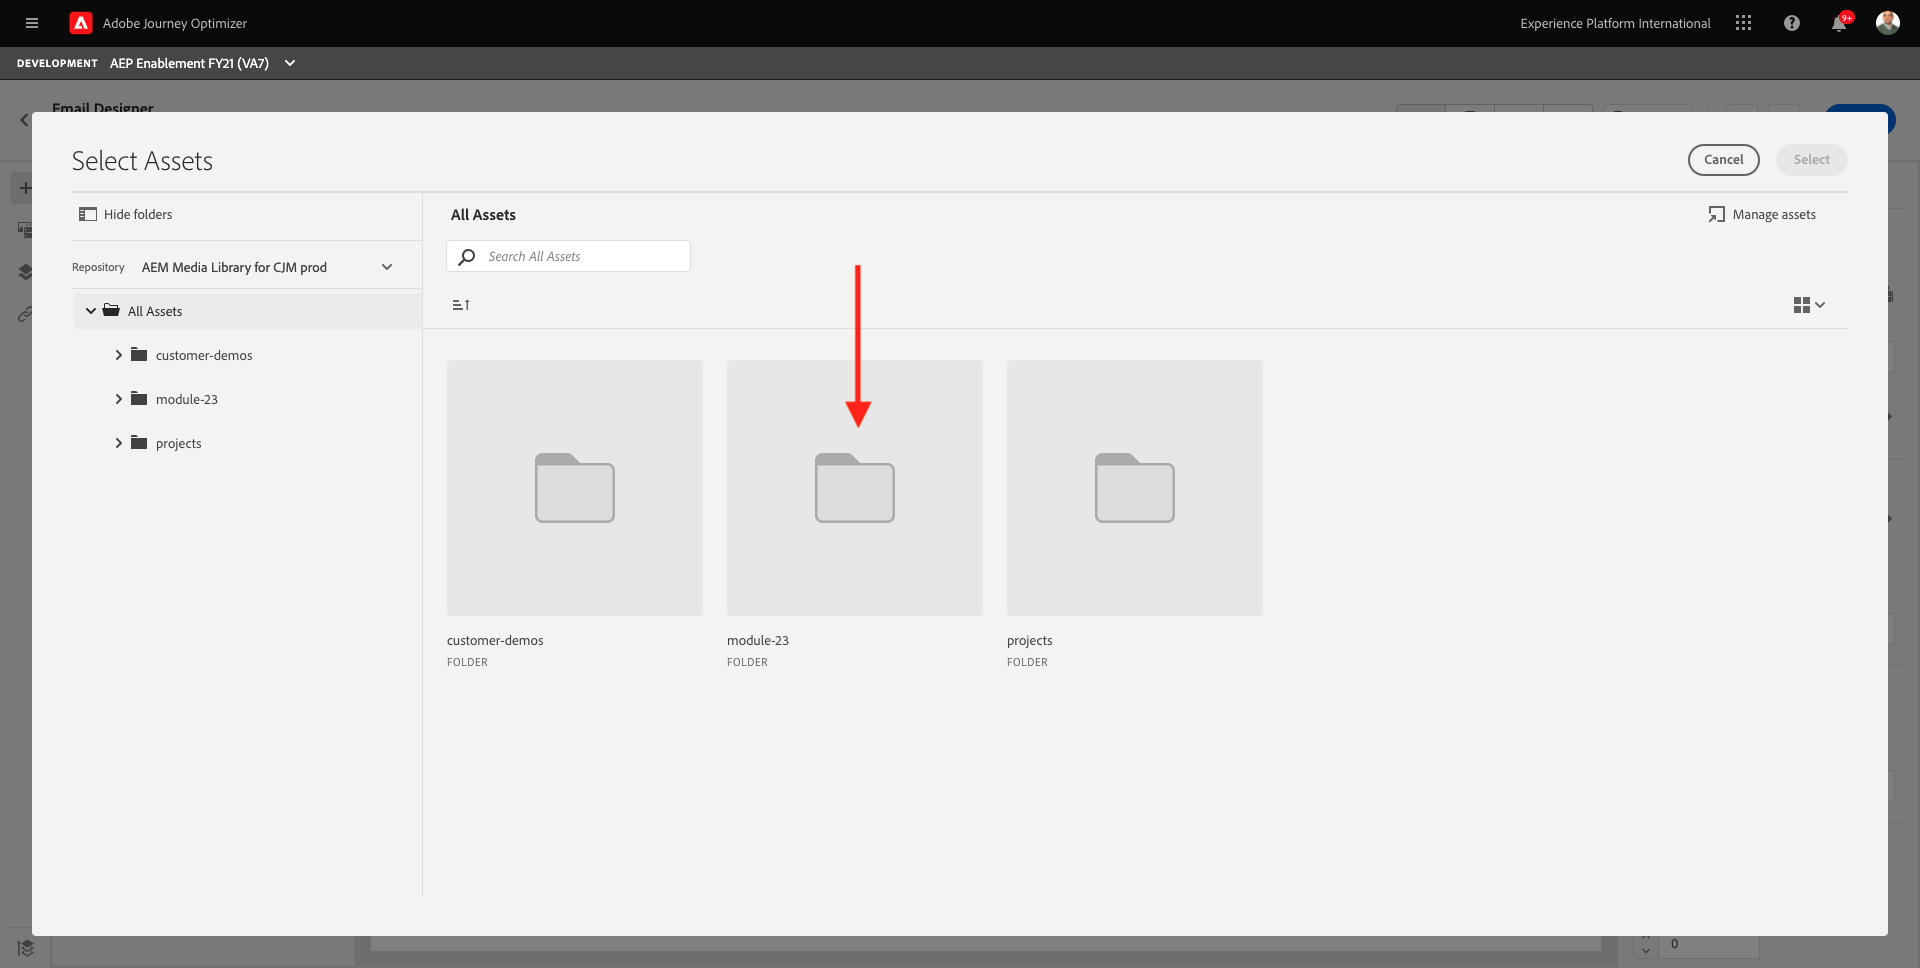 Adobe Journey Optimizer
Experience Platform International
9+
DEVELOPMENT AEP Enablement FY21 (VA7)
Email Designer
Select Assets
Cancel
Select
Hide folders
All Assets
Manage assets
Repository AEM Media Library for CJM prod
Search All Assets
All Assets
customer-demos
module-23
projects
customer-demos
FOLDER
module-23
FOLDER
projects
FOLDER
0